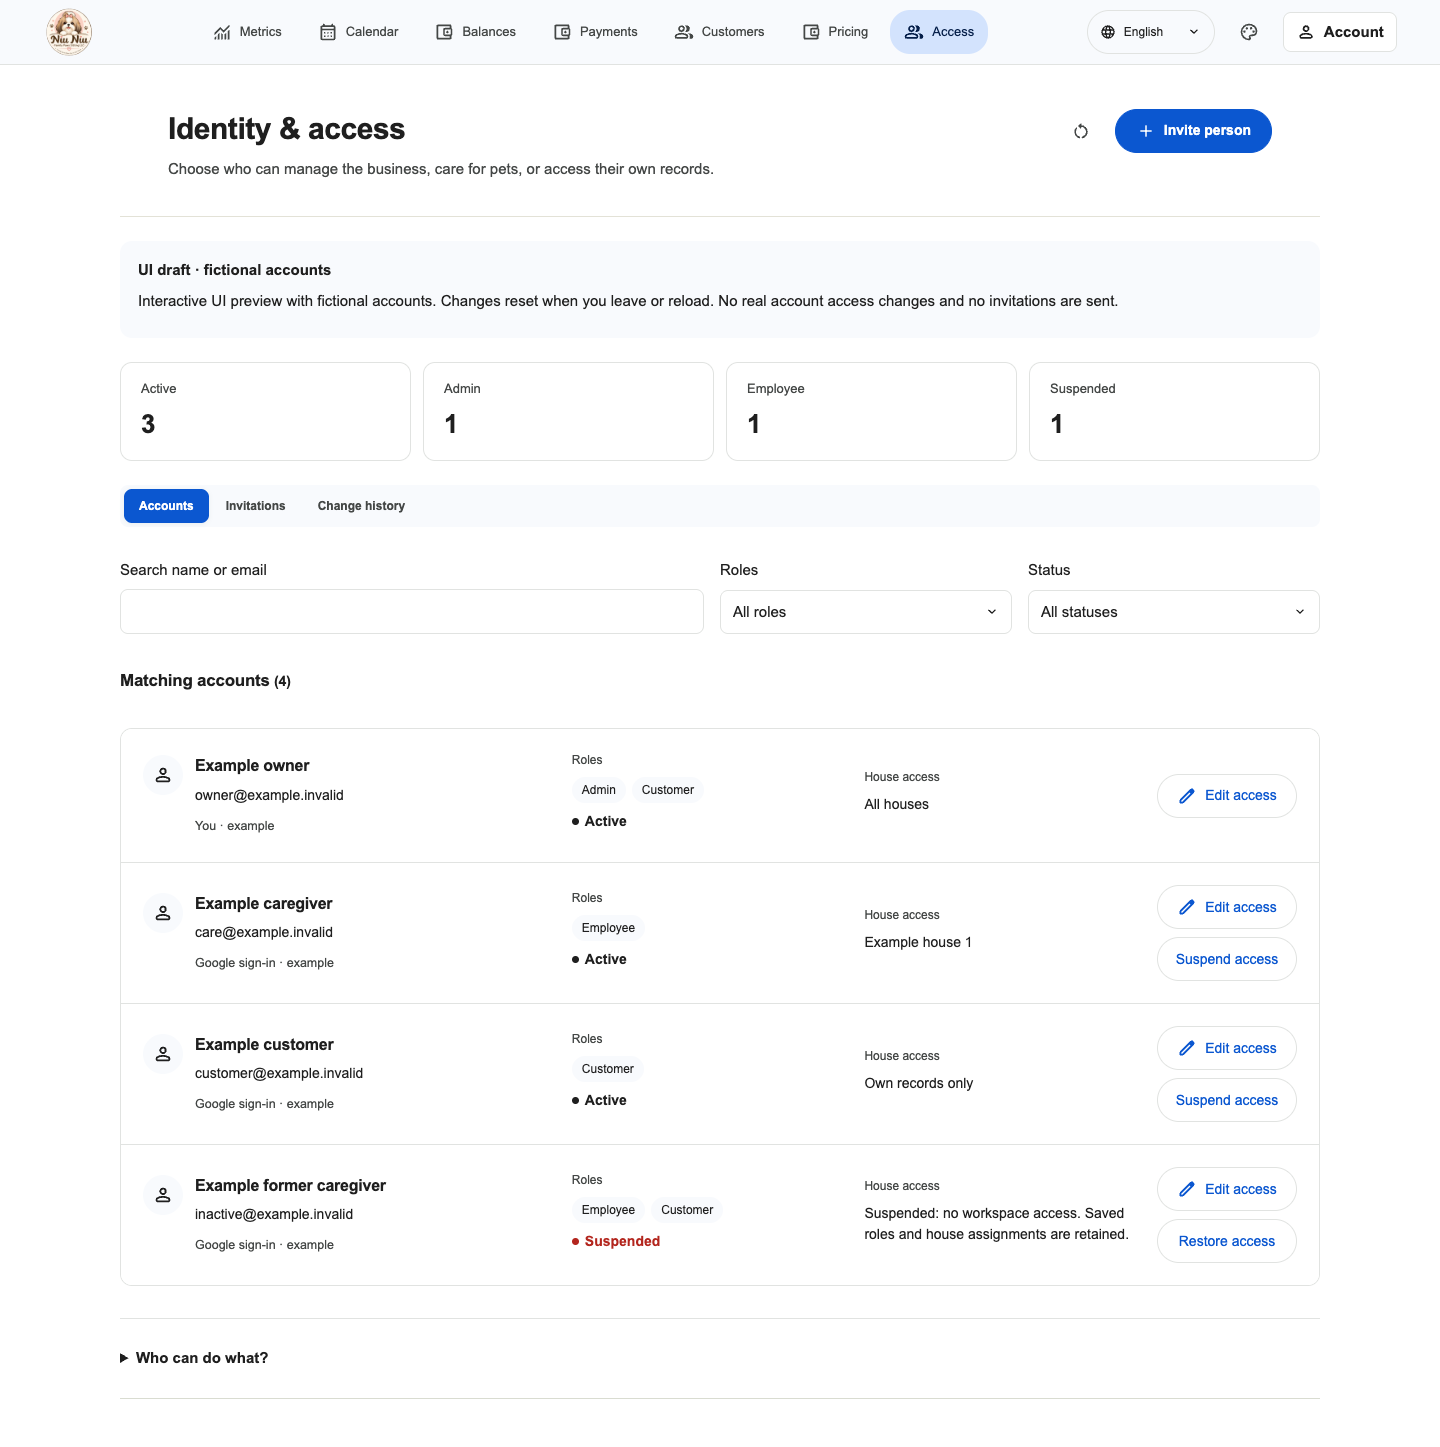 Niu Niu
Metrics
Calendar
Balances
Payments
Customers
Pricing
Access
English
Account
Identity & access
Choose who can manage the business, care for pets, or access their own records.
Invite person
UI draft · fictional accounts
Interactive UI preview with fictional accounts. Changes reset when you leave or reload. No real account access changes and no invitations are sent.
Active
3
Admin
1
Employee
1
Suspended
1
Accounts
Invitations
Change history
Search name or email
Roles
All roles
Status
All statuses
Matching accounts (4)
Example owner
owner@example.invalid
You · example
Roles
Admin
Customer
Active
House access
All houses
Edit access
Example caregiver
care@example.invalid
Google sign-in · example
Roles
Employee
Active
House access
Example house 1
Edit access
Suspend access
Example customer
customer@example.invalid
Google sign-in · example
Roles
Customer
Active
House access
Own records only
Edit access
Suspend access
Example former caregiver
inactive@example.invalid
Google sign-in · example
Roles
Employee
Customer
Suspended
House access
Suspended: no workspace access. Saved
roles and house assignments are retained.
Edit access
Restore access
Who can do what?